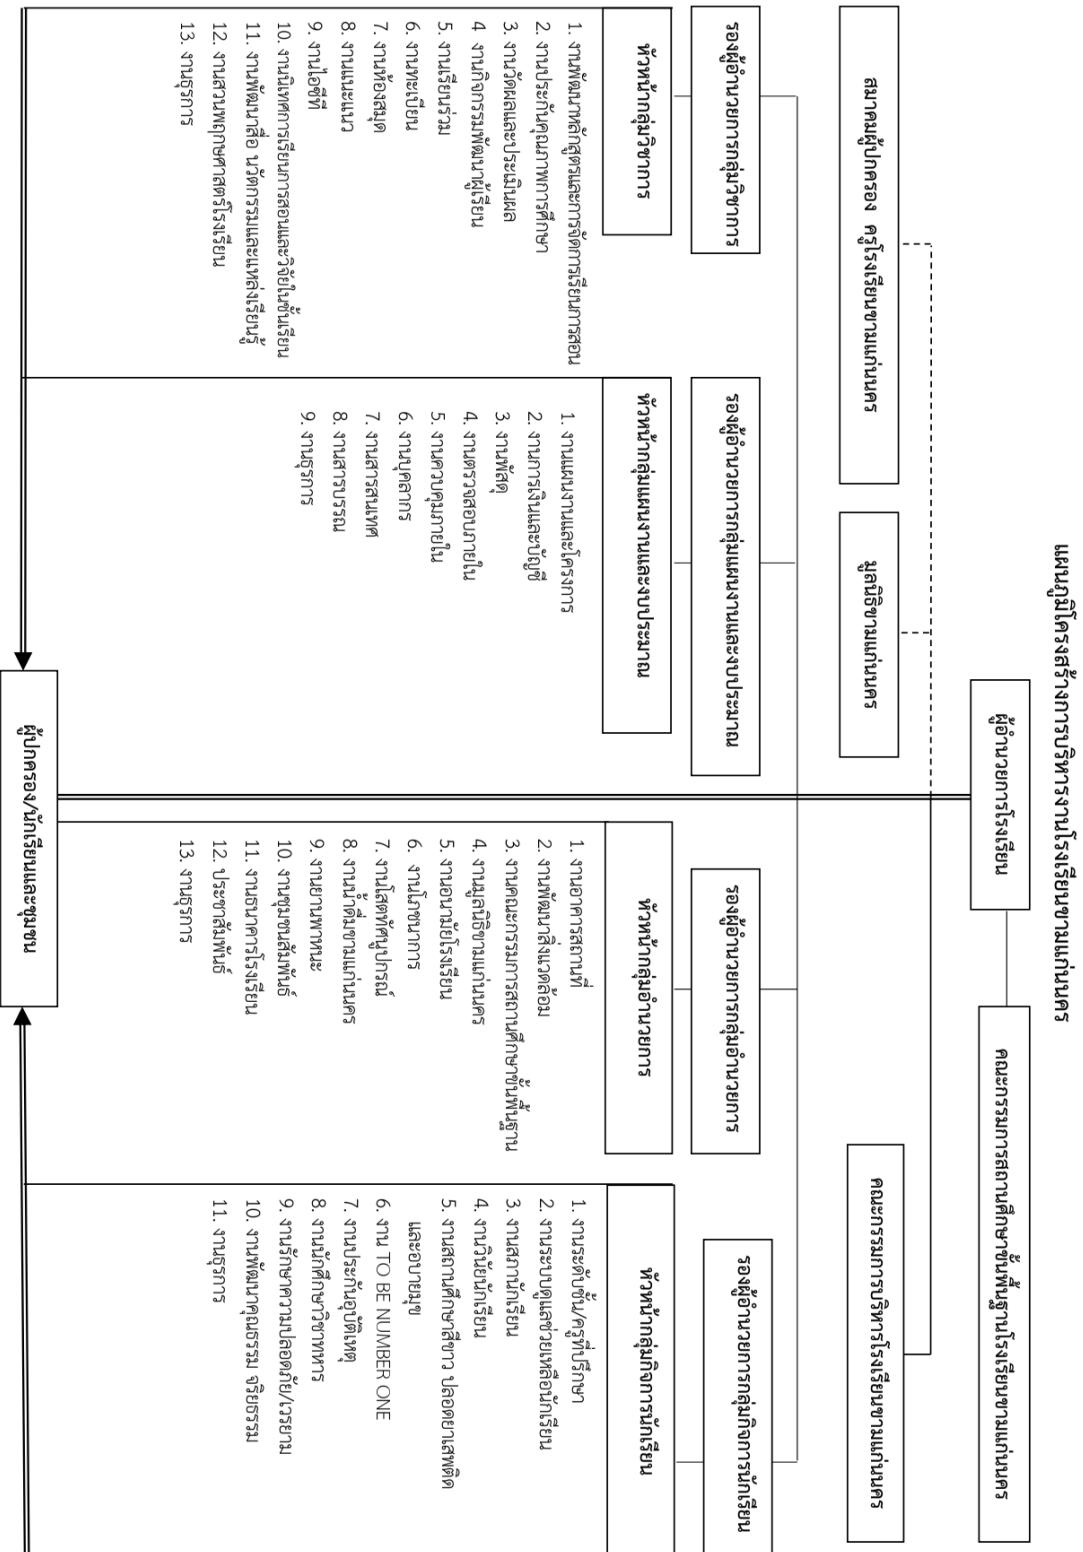 แผนภูมิโครงสร้างการบริหารงานโรงเรียนขามแก่นนคร
ผู้อำนวยการโรงเรียน
คณะกรรมการสถานศึกษาขั้นพื้นฐานโรงเรียนขามแก่นนคร
สมาคมผู้ปกครอง ครูโรงเรียนขามแก่นนคร
มูลนิธิขามแก่นนคร
คณะกรรมการบริหารโรงเรียนขามแก่นนคร
รองผู้อำนวยการกลุ่มวิชาการ
รองผู้อำนวยการกลุ่มแผนงานและงบประมาณ
รองผู้อำนวยการกลุ่มอำนวยการ
รองผู้อำนวยการกลุ่มกิจการนักเรียน
หัวหน้ากลุ่มวิชาการ
1. งานพัฒนาหลักสูตรและการจัดการเรียนการสอน
2. งานประกันคุณภาพการศึกษา
3. งานวัดผลและประเมินผล
4 งานกิจกรรมพัฒนาผู้เรียน
5. งานเรียนร่วม
6. งานทะเบียน
7. งานห้องสมุด
8. งานแนะแนว
9. งานไอซีที
10. งานนิเทศการเรียนการสอนและวิจัยในชั้นเรียน
11. งานพัฒนาสื่อ นวัตกรรมและแหล่งเรียนรู้
12. งานสวนพฤกษศาสตร์โรงเรียน
13. งานธุรการ
หัวหน้ากลุ่มแผนงานและงบประมาณ
1. งานแผนงานและโครงการ
2. งานการเงินและบัญชี
3. งานพัสดุ
4. งานตรวจสอบภายใน
5. งานควบคุมภายใน
6. งานบุคลากร
7. งานสารสนเทศ
8. งานสารบรรณ
9. งานธุรการ
หัวหน้ากลุ่มอำนวยการ
1. งานอาคารสถานที่
2. งานพัฒนาสิ่งแวดล้อม
3. งานคณะกรรมการสถานศึกษาขั้นพื้นฐาน
4. งานมูลนิธิขามแก่นนคร
5. งานอนามัยโรงเรียน
6. งานโภชนาการ
7. งานโสตทัศนูปกรณ์
8. งานน้ำดื่มขามแก่นนคร
9. งานยานพาหนะ
10. งานชุมชนสัมพันธ์
11. งานธนาคารโรงเรียน
12. ประชาสัมพันธ์
13. งานธุรการ
หัวหน้ากลุ่มกิจการนักเรียน
1. งานระดับชั้น/ครูที่ปรึกษา
2. งานระบบดูแลช่วยเหลือนักเรียน
3. งานสภานักเรียน
4. งานวินัยนักเรียน
5. งานสถานศึกษาสีขาว ปลอดยาเสพติด
และอบายมุข
6. งาน TO BE NUMBER ONE
7. งานประกันอุบัติเหตุ
8. งานนักศึกษาวิชาทหาร
9. งานรักษาความปลอดภัย/เวรยาม
10. งานพัฒนาคุณธรรม จริยธรรม
11. งานธุรการ
ผู้ปกครอง/นักเรียนและชุมชน